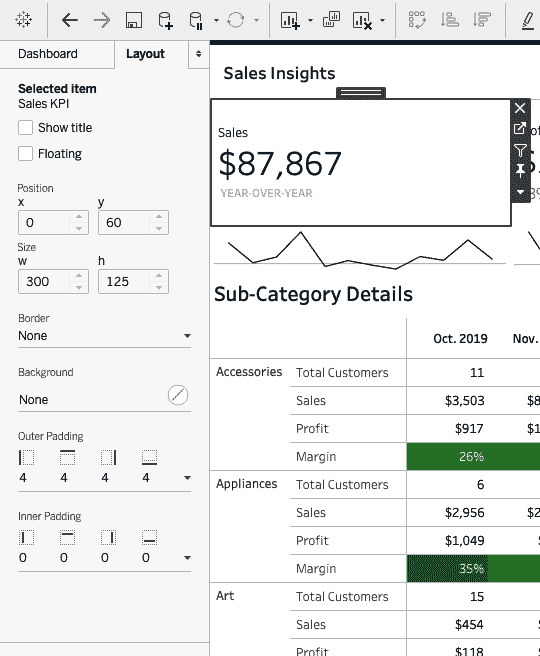 Dashboard
Layout
Selected item
Sales KPI
Show title
Floating
Position
x y
0 60
Size
w h
300 125
Border
None
Background
None
Outer Padding
4 4 4 4
Inner Padding
0 0 0 0
Sales Insights
Sales
$87,867
YEAR-OVER-YEAR
Sub-Category Details
Oct. 2019 Nov.
Accessories Total Customers 11
Sales $3,503 $8
Profit $917 $1
Margin 26%
Appliances Total Customers 6
Sales $2,956 $2
Profit $1,049
Margin 35%
Art Total Customers 15
Sales $454
Profit $118